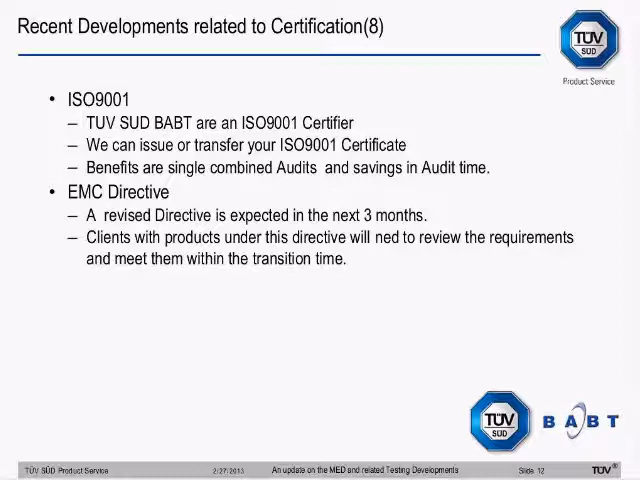 Recent Developments related to Certification(8)
TÜV
SÜD
Product Service
• ISO9001
– TUV SUD BABT are an ISO9001 Certifier
– We can issue or transfer your ISO9001 Certificate
– Benefits are single combined Audits and savings in Audit time.
• EMC Directive
– A revised Directive is expected in the next 3 months.
– Clients with products under this directive will ned to review the requirements
and meet them within the transition time.
TÜV
SÜD
BABT
TÜV SÜD Product Service 2/27/2013 An update on the MED and related Testing Developments Slide 12 TÜV®